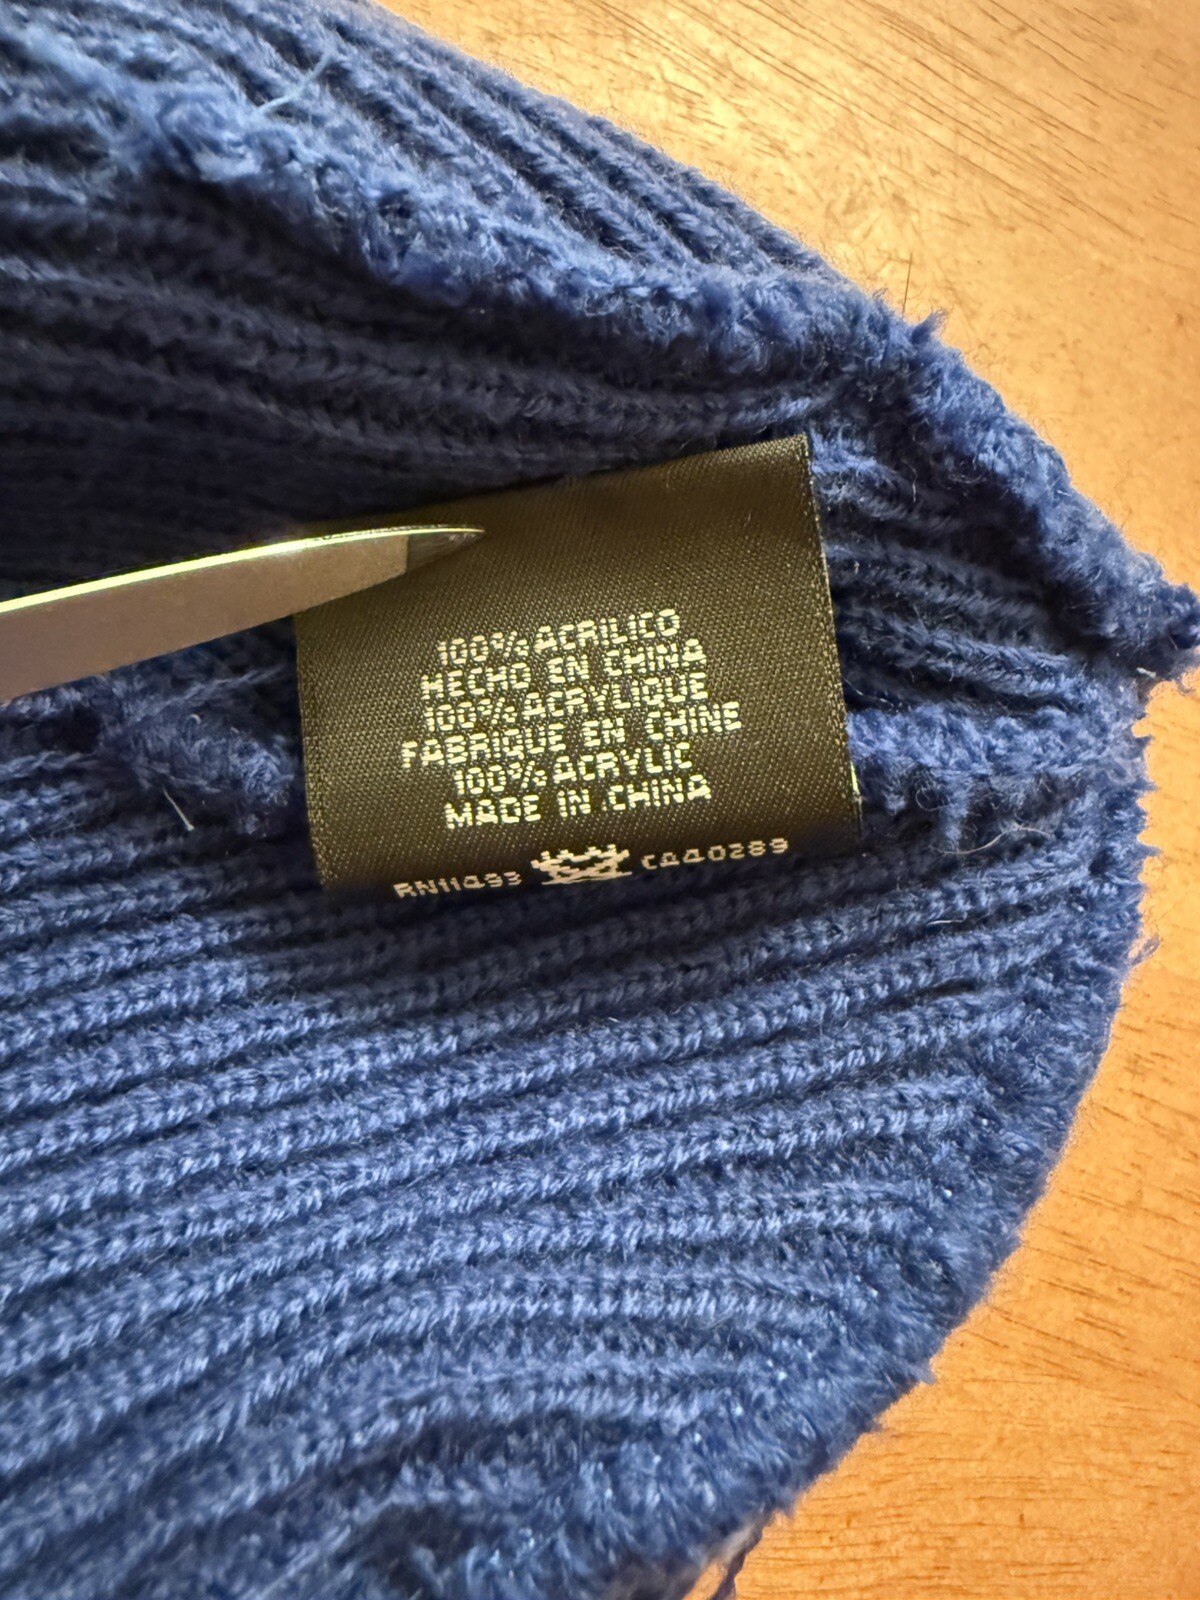 100% ACRILICO
HECHO EN CHINA
100% ACRYLIQUE
FABRIQUE EN CHINE
100% ACRYLIC
MADE IN CHINA
RN11493 CA40289